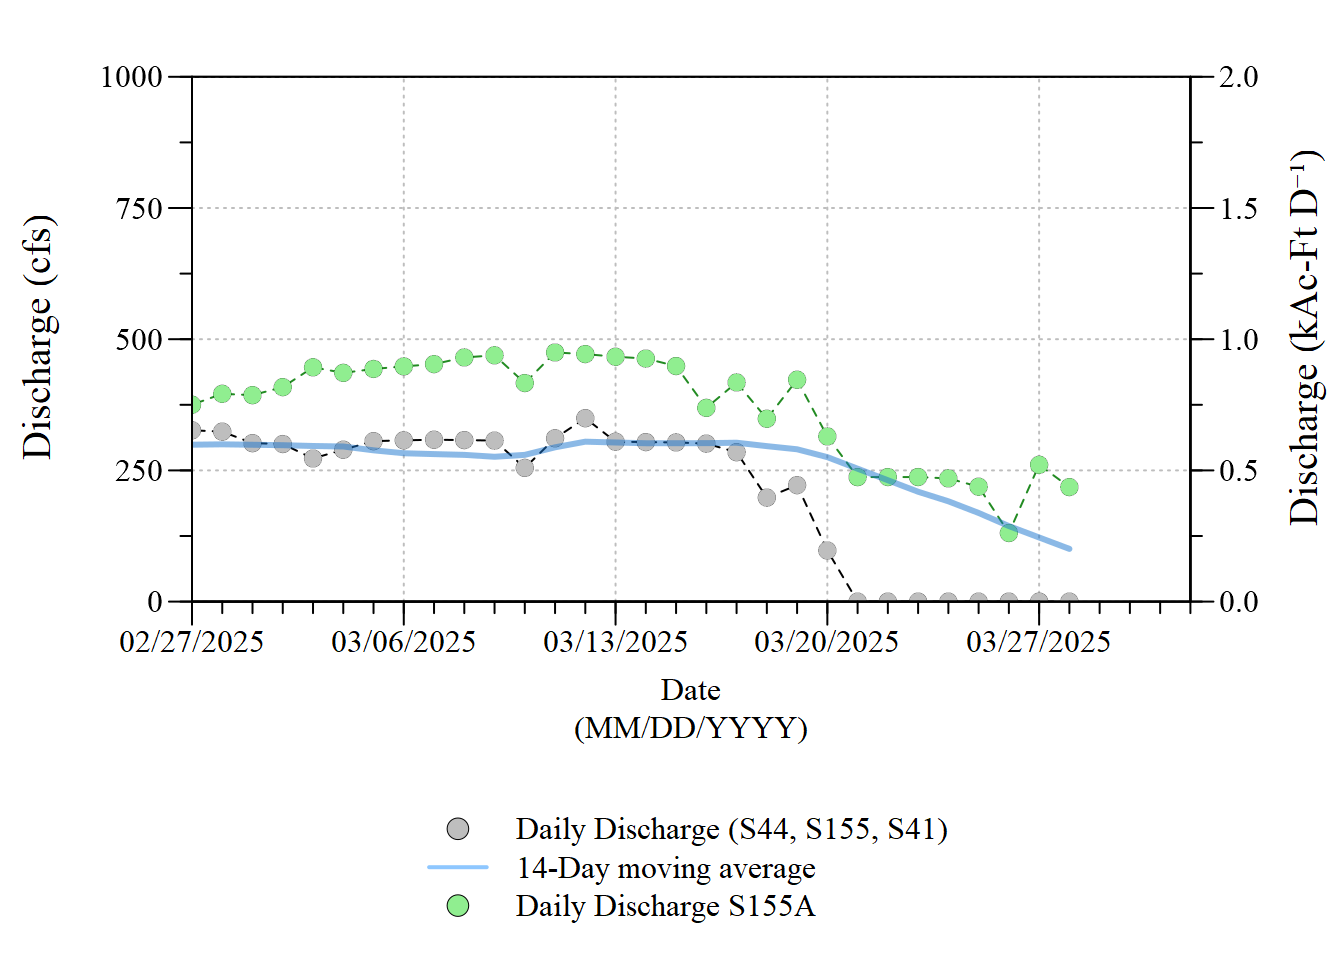 1000
750
500
250
0
Discharge (cfs)
2.0
1.5
1.0
0.5
0.0
Discharge (kAc-Ft D⁻¹)
02/27/2025
03/06/2025
03/13/2025
03/20/2025
03/27/2025
Date
(MM/DD/YYYY)
Daily Discharge (S44, S155, S41)
14-Day moving average
Daily Discharge S155A